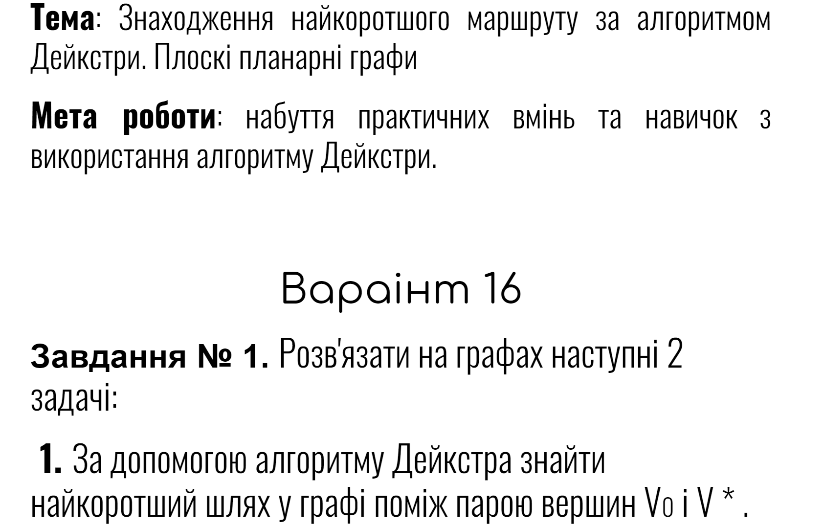 Тема: Знаходження найкоротшого маршруту за алгоритмом
Дейкстри. Плоскі планарні графи
Мета роботи: набуття практичних вмінь та навичок з
використання алгоритму Дейкстри.
Вараінт 16
Завдання № 1. Розв'язати на графах наступні 2
задачі:
1. За допомогою алгоритму Дейкстра знайти
найкоротший шлях у графі поміж парою вершин V0 і V * .